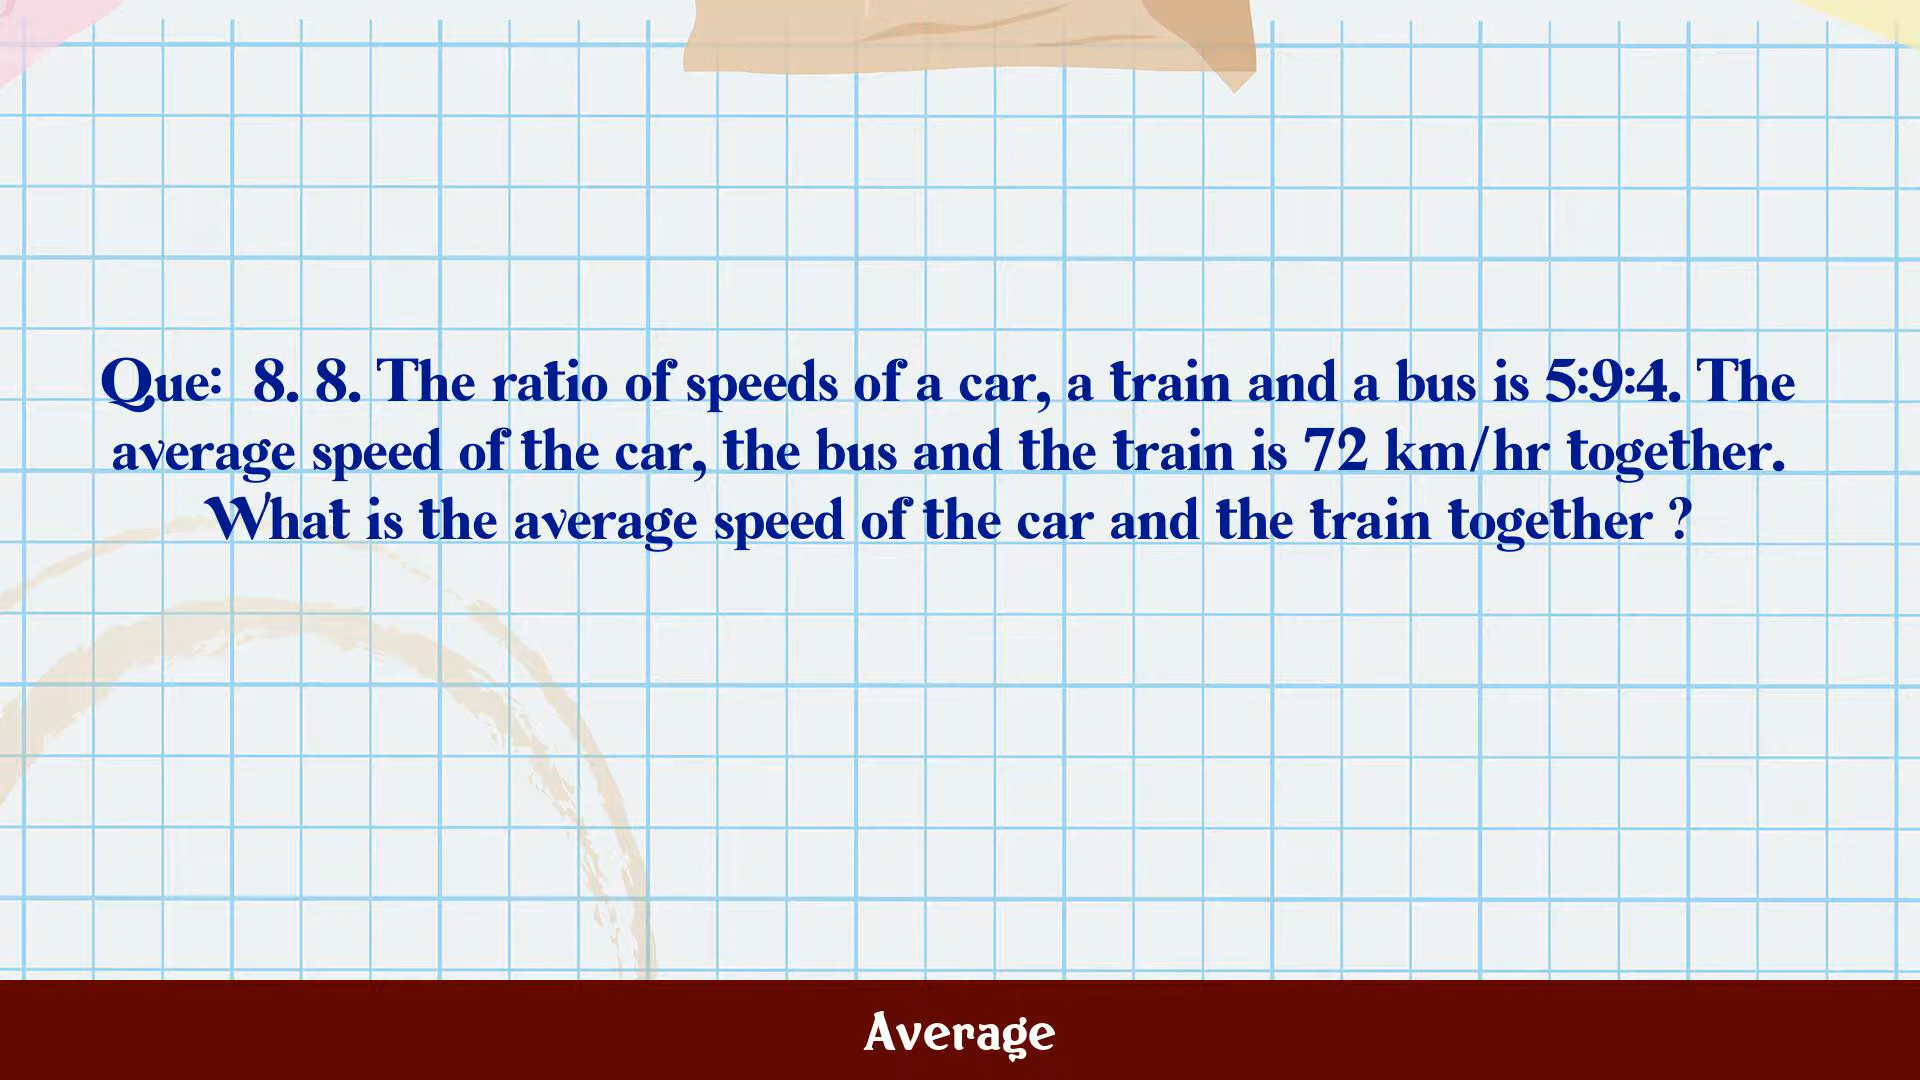 Que: 8. 8. The ratio of speeds of a car, a train and a bus is 5:9:4. The
average speed of the car, the bus and the train is 72 km/hr together.
What is the average speed of the car and the train together ?
Average